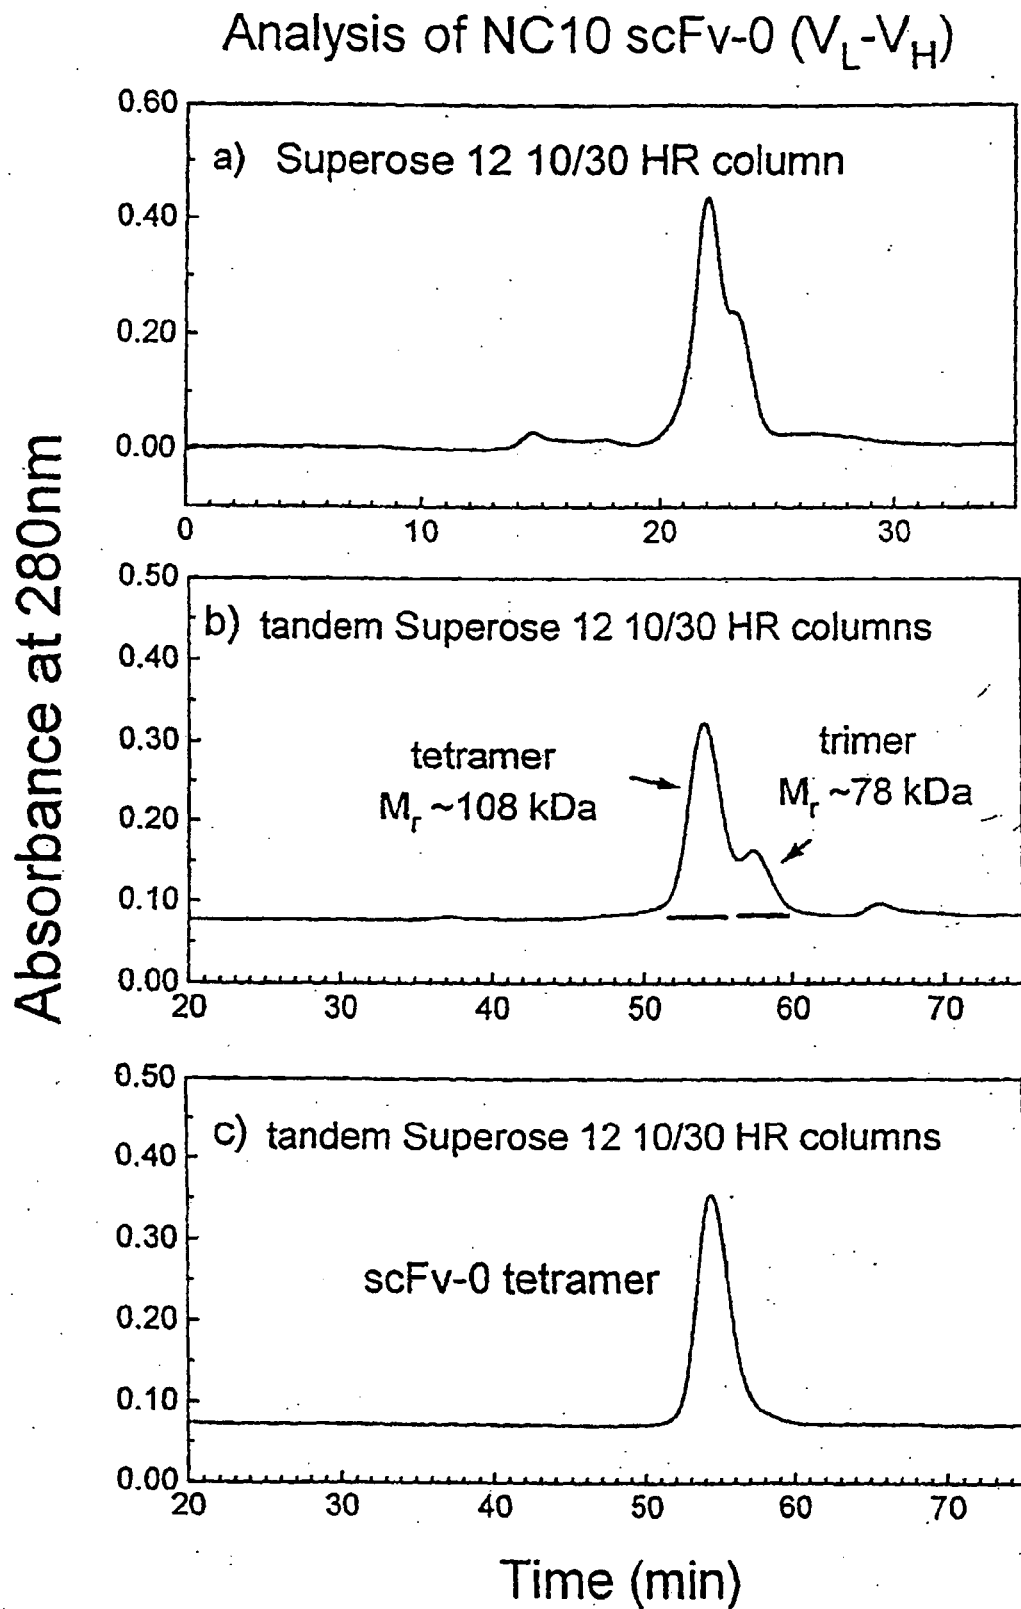 Analysis of NC10 scFv-0 (V_L-V_H)
Absorbance at 280nm
a) Superose 12 10/30 HR column
0.60
0.40
0.20
0.00
0 10 20 30
b) tandem Superose 12 10/30 HR columns
0.50
0.40
0.30
0.20
0.10
0.00
tetramer
M_r ~108 kDa
trimer
M_r ~78 kDa
20 30 40 50 60 70
c) tandem Superose 12 10/30 HR columns
0.50
0.40
0.30
0.20
0.10
0.00
scFv-0 tetramer
20 30 40 50 60 70
Time (min)